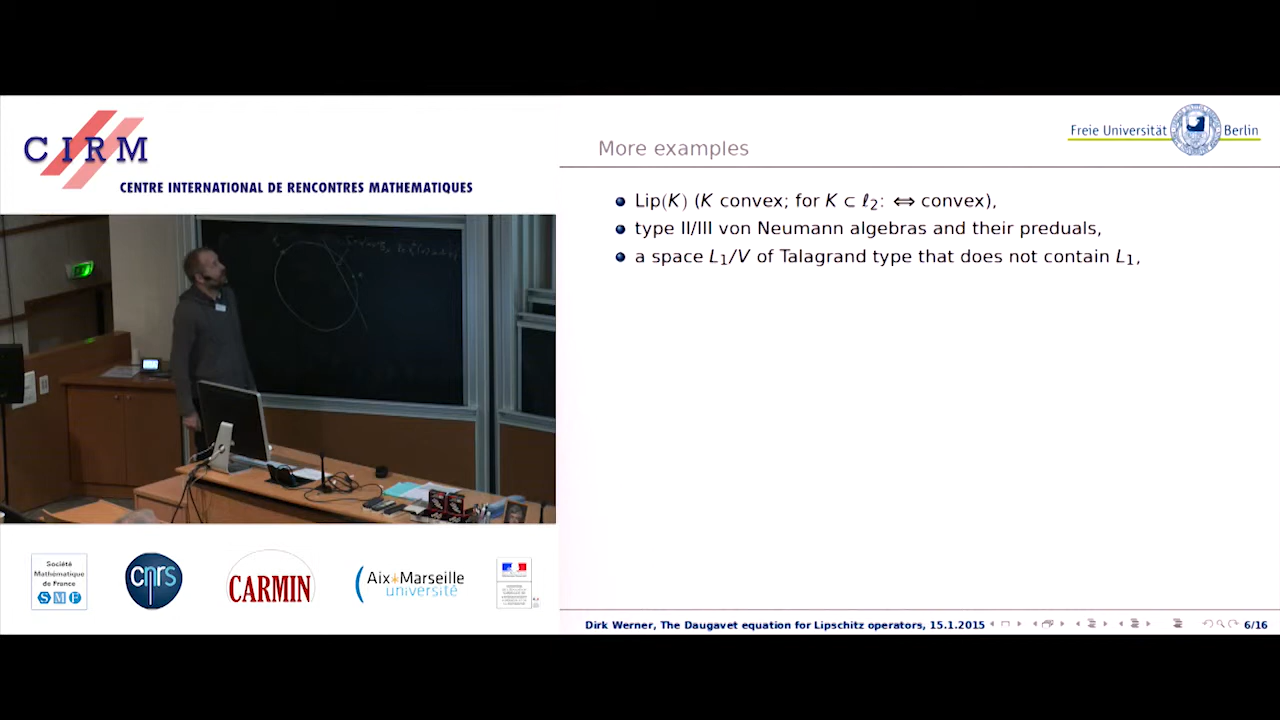 CIRM
CENTRE INTERNATIONAL DE RENCONTRES MATHEMATIQUES
Freie Universität Berlin
More examples
Lip(K) (K convex; for K ⊂ ℓ₂: ⇔ convex),
type II/III von Neumann algebras and their preduals,
a space L₁/V of Talagrand type that does not contain L₁,
Société
Mathématique
de France
SMF
cnrs
CARMIN
Aix*Marseille
université
Dirk Werner, The Daugavet equation for Lipschitz operators, 15.1.2015 6/16